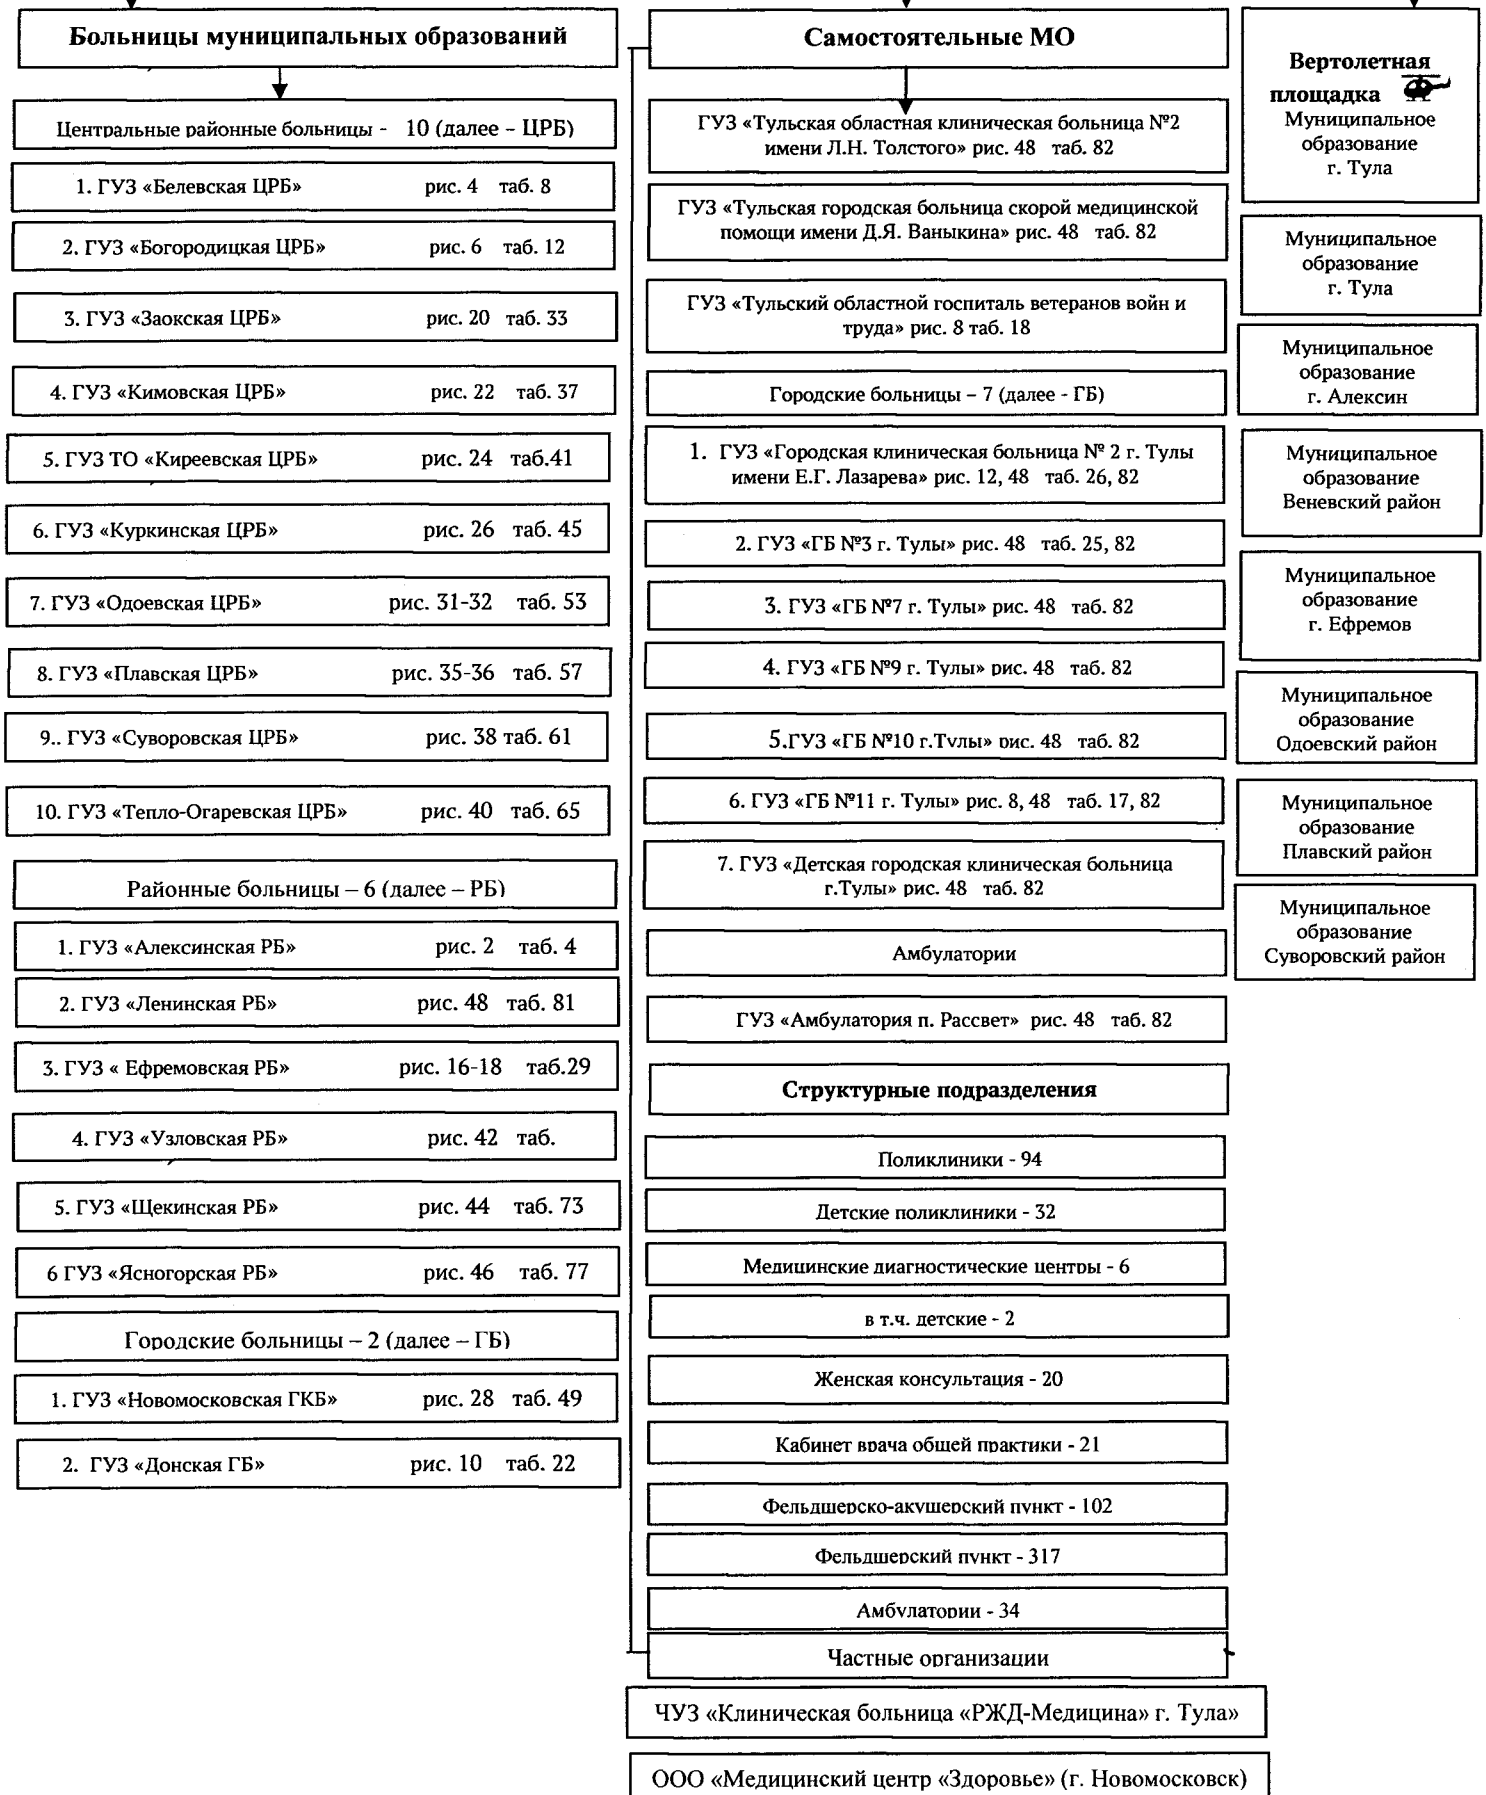 Больницы муниципальных образований
Центральные районные больницы - 10 (далее – ЦРБ)
1. ГУЗ «Белевская ЦРБ» рис. 4 таб. 8
2. ГУЗ «Богородицкая ЦРБ» рис. 6 таб. 12
3. ГУЗ «Заокская ЦРБ» рис. 20 таб. 33
4. ГУЗ «Кимовская ЦРБ» рис. 22 таб. 37
5. ГУЗ ТО «Киреевская ЦРБ» рис. 24 таб.41
6. ГУЗ «Куркинская ЦРБ» рис. 26 таб. 45
7. ГУЗ «Одоевская ЦРБ» рис. 31-32 таб. 53
8. ГУЗ «Плавская ЦРБ» рис. 35-36 таб. 57
9.. ГУЗ «Суворовская ЦРБ» рис. 38 таб. 61
10. ГУЗ «Тепло-Огаревская ЦРБ» рис. 40 таб. 65
Районные больницы – 6 (далее – РБ)
1. ГУЗ «Алексинская РБ» рис. 2 таб. 4
2. ГУЗ «Ленинская РБ» рис. 48 таб. 81
3. ГУЗ « Ефремовская РБ» рис. 16-18 таб.29
4. ГУЗ «Узловская РБ» рис. 42 таб.
5. ГУЗ «Щекинская РБ» рис. 44 таб. 73
6 ГУЗ «Ясногорская РБ» рис. 46 таб. 77
Городские больницы – 2 (далее – ГБ)
1. ГУЗ «Новомосковская ГКБ» рис. 28 таб. 49
2. ГУЗ «Донская ГБ» рис. 10 таб. 22
Самостоятельные МО
ГУЗ «Тульская областная клиническая больница №2
имени Л.Н. Толстого» рис. 48 таб. 82
ГУЗ «Тульская городская больница скорой медицинской
помощи имени Д.Я. Ваныкина» рис. 48 таб. 82
ГУЗ «Тульский областной госпиталь ветеранов войн и
труда» рис. 8 таб. 18
Городские больницы – 7 (далее - ГБ)
1. ГУЗ «Городская клиническая больница № 2 г. Тулы
имени Е.Г. Лазарева» рис. 12, 48 таб. 26, 82
2. ГУЗ «ГБ №3 г. Тулы» рис. 48 таб. 25, 82
3. ГУЗ «ГБ №7 г. Тулы» рис. 48 таб. 82
4. ГУЗ «ГБ №9 г. Тулы» рис. 48 таб. 82
5.ГУЗ «ГБ №10 г.Тулы» рис. 48 таб. 82
6. ГУЗ «ГБ №11 г. Тулы» рис. 8, 48 таб. 17, 82
7. ГУЗ «Детская городская клиническая больница
г.Тулы» рис. 48 таб. 82
Амбулатории
ГУЗ «Амбулатория п. Рассвет» рис. 48 таб. 82
Структурные подразделения
Поликлиники - 94
Детские поликлиники - 32
Медицинские диагностические центры - 6
в т.ч. детские - 2
Женская консультация - 20
Кабинет врача общей практики - 21
Фельдшерско-акушерский пункт - 102
Фельдшерский пункт - 317
Амбулатории - 34
Частные организации
ЧУЗ «Клиническая больница «РЖД-Медицина» г. Тула»
ООО «Медицинский центр «Здоровье» (г. Новомосковск)
Вертолетная
площадка
Муниципальное
образование
г. Тула
Муниципальное
образование
г. Тула
Муниципальное
образование
г. Алексин
Муниципальное
образование
Веневский район
Муниципальное
образование
г. Ефремов
Муниципальное
образование
Одоевский район
Муниципальное
образование
Плавский район
Муниципальное
образование
Суворовский район